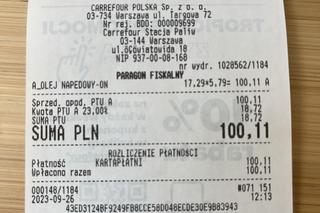 CARREFOUR POLSKA Sp. z o. o.
03-734 Warszawa ul. Targowa 72
Nr rej. BDO: 000009699
Carrefour Stacja Paliw
03-144 Warszawa
ul.Światowida 18
NIP 937-00-08-168
nr wydr. 1028562/1184
PARAGON FISKALNY
A_OLEJ NAPEDOWY-ON 17,29*5,79= 100,11 A
Sprzed. opod. PTU A 100,11
Kwota PTU A 23,00% 18,72
SUMA PTU 18,72
SUMA PLN 100,11
ROZLICZENIE PŁATNOŚCI
Płatność KARTAPŁATNI 100,11
Wpłacono razem 100,11
000148/1184 #071 151
2023-09-26 12:13
43ED3124BF9249FB8CCE58D048ECDE30E9B83943